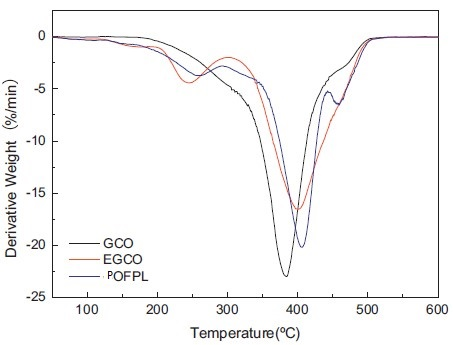 0
-5
-10
-15
-20
-25
Derivative Weight (%/min)
GCO
EGCO
POFPL
100 200 300 400 500 600
Temperature(ºC)